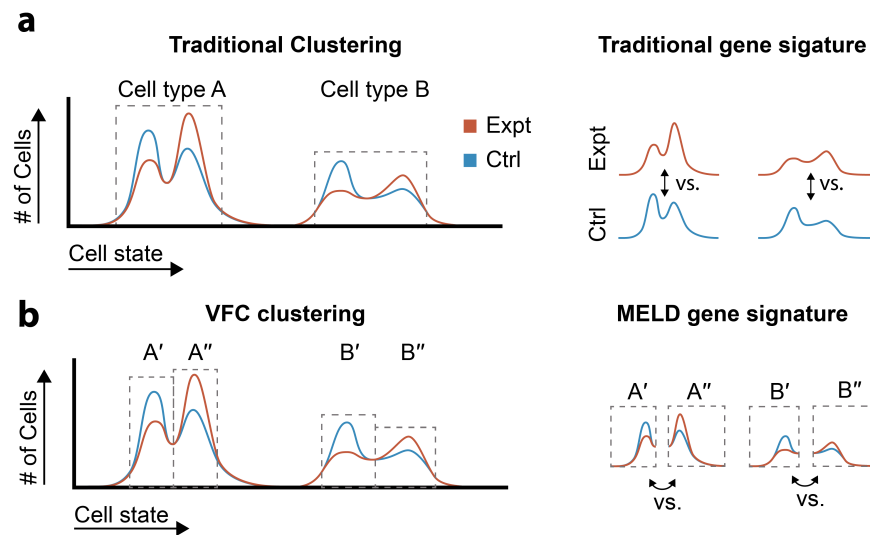 a
Traditional Clustering
Traditional gene sigature
Cell type A
Cell type B
# of Cells
Expt
Ctrl
Cell state
Expt
vs.
vs.
Ctrl
b
VFC clustering
MELD gene signature
A′
A″
B′
B″
# of Cells
Cell state
A′
A″
B′
B″
vs.
vs.